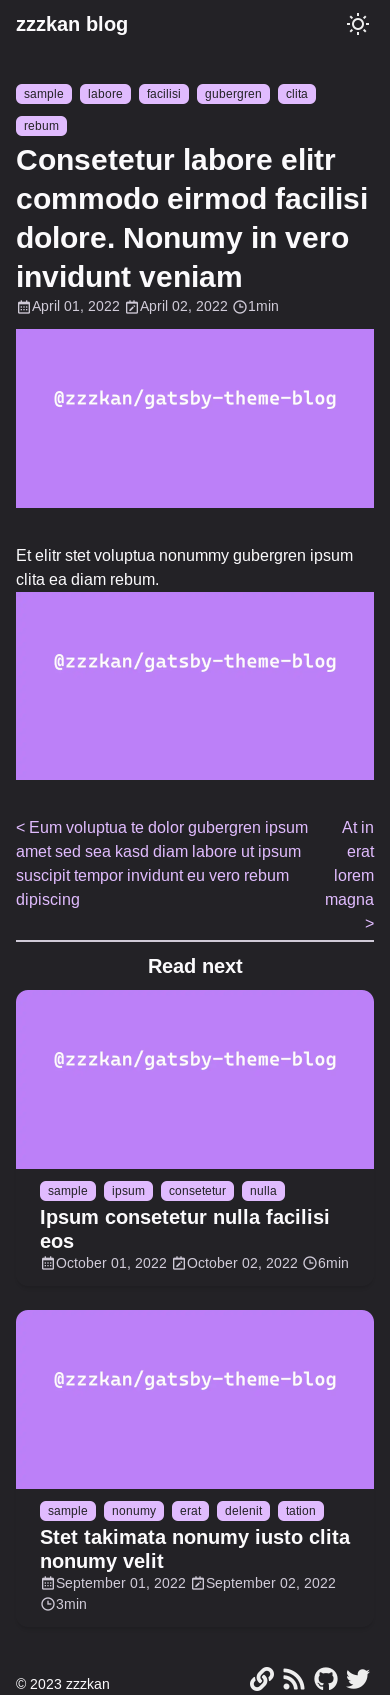 zzzkan blog
sample labore facilisi gubergren clita
rebum
Consetetur labore elitr
commodo eirmod facilisi
dolore. Nonumy in vero
invidunt veniam
April 01, 2022 April 02, 2022 1min
@zzzkan/gatsby-theme-blog
Et elitr stet voluptua nonummy gubergren ipsum
clita ea diam rebum.
@zzzkan/gatsby-theme-blog
< Eum voluptua te dolor gubergren ipsum
amet sed sea kasd diam labore ut ipsum
suscipit tempor invidunt eu vero rebum
dipiscing
At in
erat
lorem
magna
>
Read next
@zzzkan/gatsby-theme-blog
sample ipsum consetetur nulla
Ipsum consetetur nulla facilisi
eos
October 01, 2022 October 02, 2022 6min
@zzzkan/gatsby-theme-blog
sample nonumy erat delenit tation
Stet takimata nonumy iusto clita
nonumy velit
September 01, 2022 September 02, 2022
3min
© 2023 zzzkan